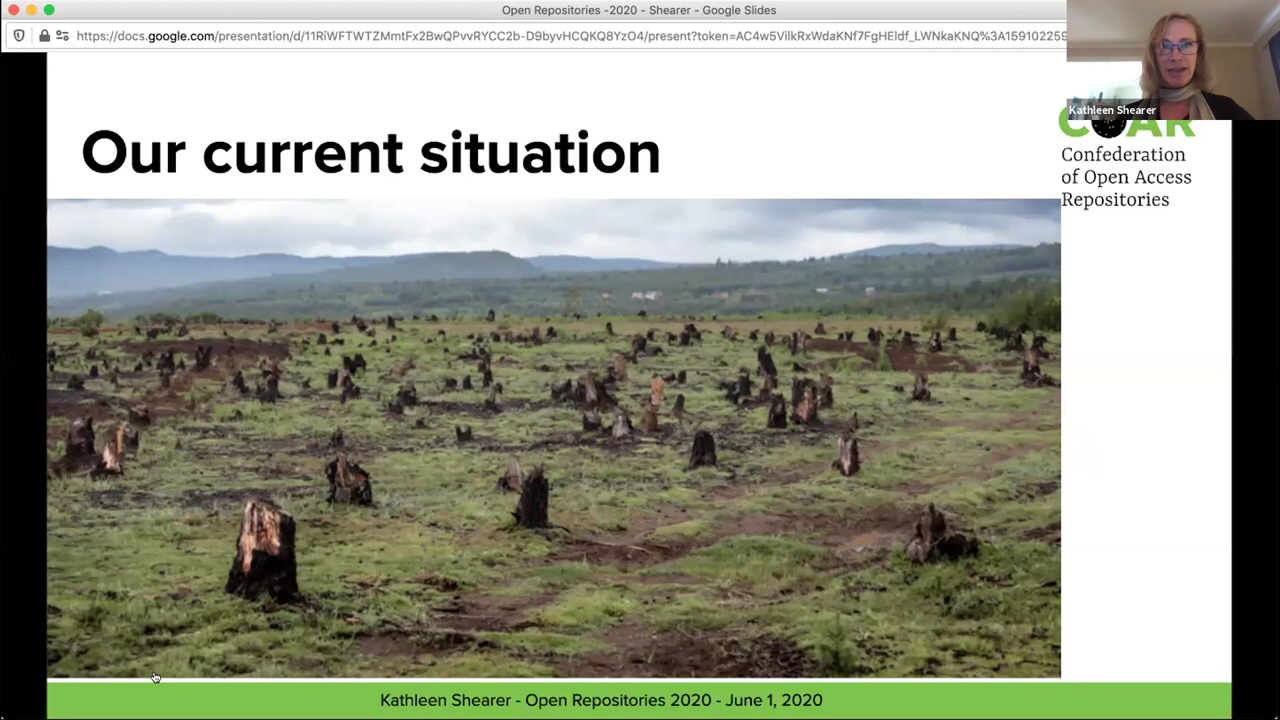 Open Repositories -2020 - Shearer - Google Slides
https://docs.google.com/presentation/d/11RiWFTWTZMmtFx2BwQPvvRYCC2b-D9byvHCQKQ8YzO4/present?token=AC4w5VilkRxWdaKNf7FgHEldf_LWNkaKNQ%3A15910225
Kathleen Shearer
Our current situation
COAR
Confederation
of Open Access
Repositories
Kathleen Shearer - Open Repositories 2020 - June 1, 2020